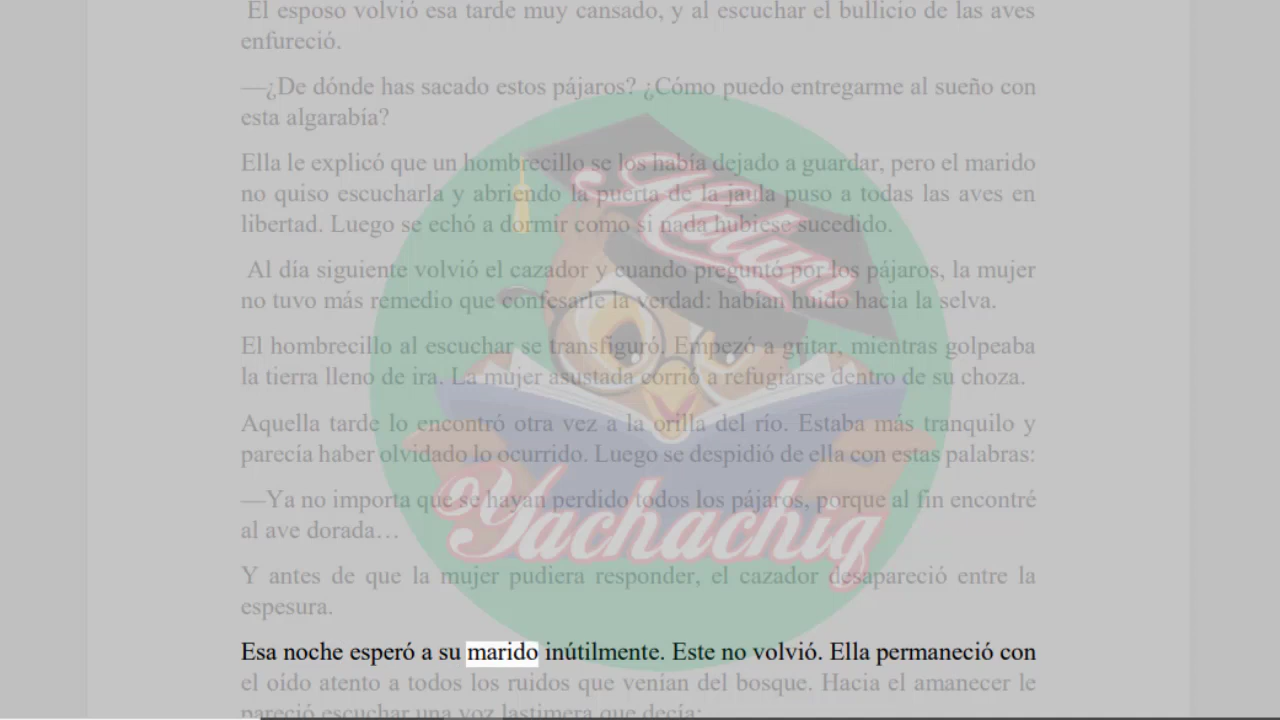 El esposo volvió esa tarde muy cansado, y al escuchar el bullicio de las aves
enfureció.
—¿De dónde has sacado estos pájaros? ¿Cómo puedo entregarme al sueño con
esta algarabía?
Ella le explicó que un hombrecillo se los había dejado a guardar, pero el marido
no quiso escucharla y abriendo la puerta de la jaula puso a todas las aves en
libertad. Luego se echó a dormir como si nada hubiese sucedido.
Al día siguiente volvió el cazador y cuando preguntó por los pájaros, la mujer
no tuvo más remedio que confesarle la verdad: habían huido hacia la selva.
El hombrecillo al escuchar se transfiguró. Empezó a gritar, mientras golpeaba
la tierra lleno de ira. La mujer asustada corrió a refugiarse dentro de su choza.
Aquella tarde lo encontró otra vez a la orilla del río. Estaba más tranquilo y
parecía haber olvidado lo ocurrido. Luego se despidió de ella con estas palabras:
—Ya no importa que se hayan perdido todos los pájaros, porque al fin encontré
al ave dorada…
Yachachiq
Y antes de que la mujer pudiera responder, el cazador desapareció entre la
espesura.
Esa noche esperó a su marido inútilmente. Este no volvió. Ella permaneció con
el oído atento a todos los ruidos que venían del bosque. Hacia el amanecer le
pareció escuchar una voz lastimera que decía: